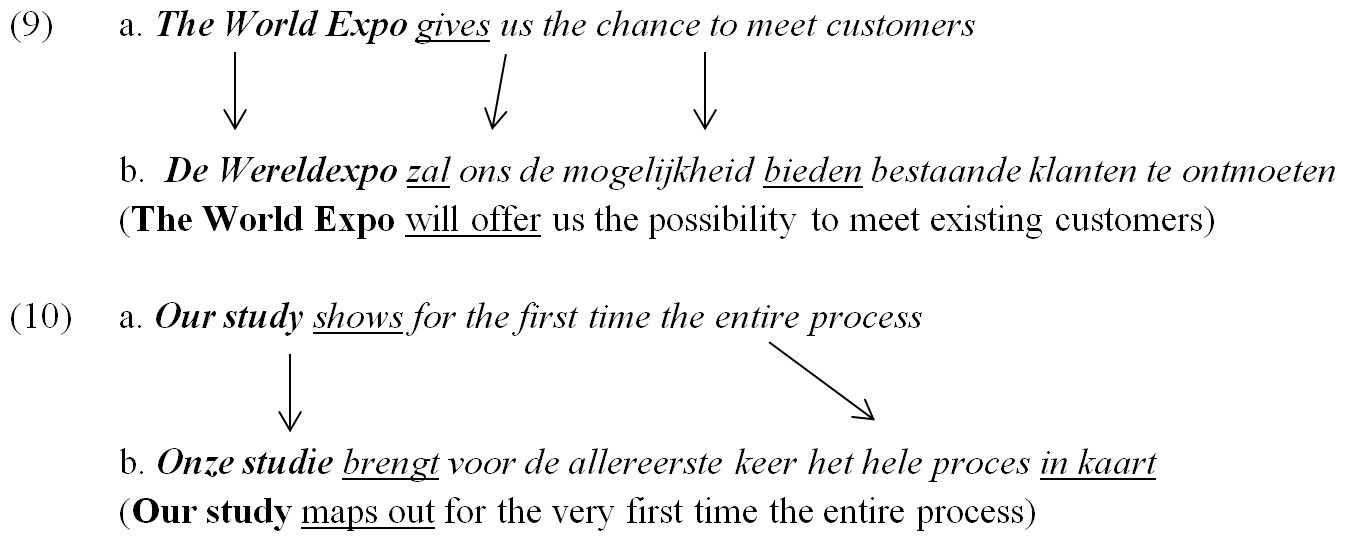 (9) a. The World Expo gives us the chance to meet customers
b. De Wereldexpo zal ons de mogelijkheid bieden bestaande klanten te ontmoeten
(The World Expo will offer us the possibility to meet existing customers)
(10) a. Our study shows for the first time the entire process
b. Onze studie brengt voor de allereerste keer het hele proces in kaart
(Our study maps out for the very first time the entire process)